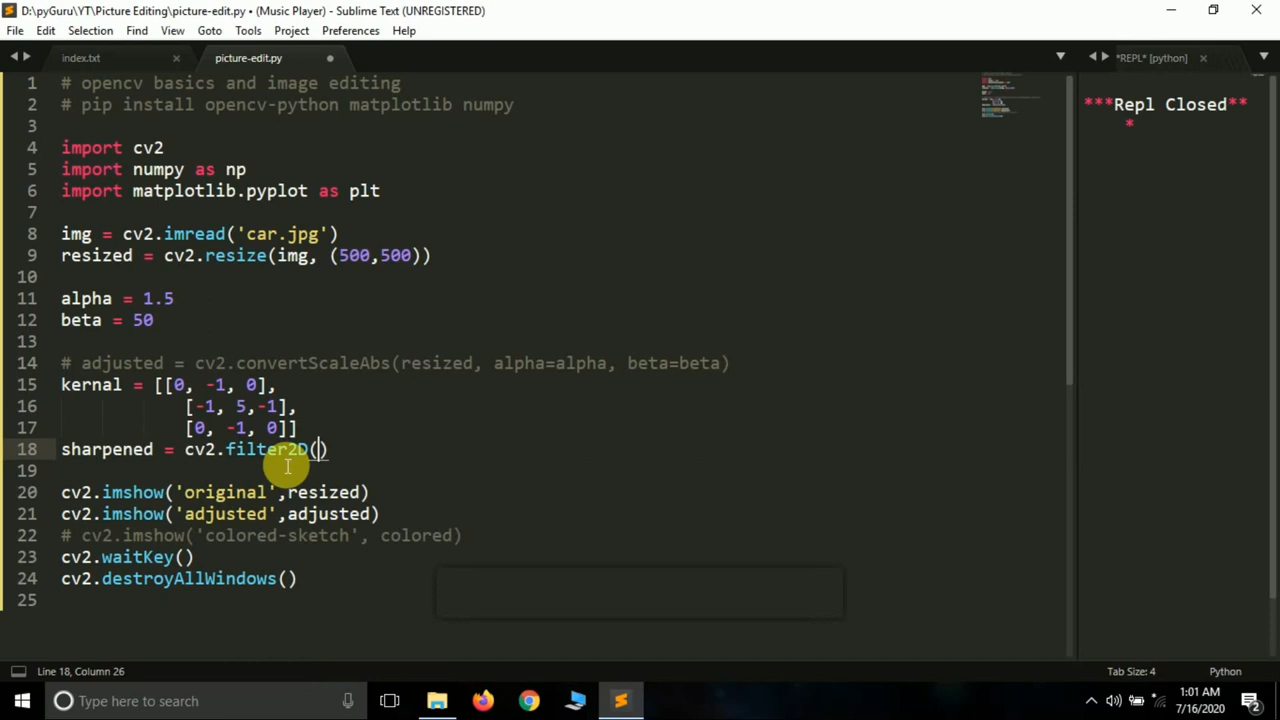 D:\pyGuru\YT\Picture Editing\picture-edit.py • (Music Player) - Sublime Text (UNREGISTERED)
File Edit Selection Find View Goto Tools Project Preferences Help
index.txt picture-edit.py *REPL* [python]
1 # opencv basics and image editing
2 # pip install opencv-python matplotlib numpy
3
4 import cv2
5 import numpy as np
6 import matplotlib.pyplot as plt
7
8 img = cv2.imread('car.jpg')
9 resized = cv2.resize(img, (500,500))
10
11 alpha = 1.5
12 beta = 50
13
14 # adjusted = cv2.convertScaleAbs(resized, alpha=alpha, beta=beta)
15 kernal = [[0, -1, 0],
16 [-1, 5,-1],
17 [0, -1, 0]]
18 sharpened = cv2.filter2D()
19
20 cv2.imshow('original',resized)
21 cv2.imshow('adjusted',adjusted)
22 # cv2.imshow('colored-sketch', colored)
23 cv2.waitKey()
24 cv2.destroyAllWindows()
25
***Repl Closed**
*
Line 18, Column 26 Tab Size: 4 Python
Type here to search
1:01 AM
7/16/2020
2